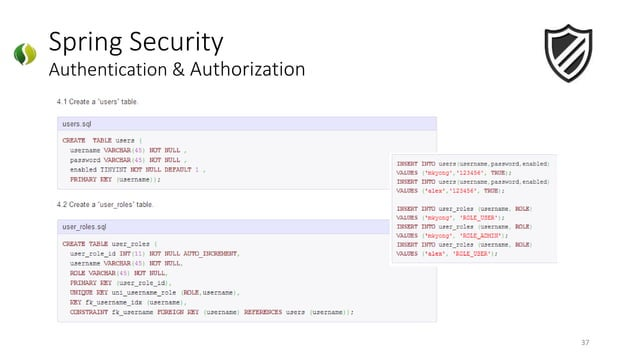 Spring Security
Authentication & Authorization
4.1 Create a "users" table.
users.sql
CREATE  TABLE users (
username VARCHAR(45) NOT NULL ,
password VARCHAR(45) NOT NULL ,
enabled TINYINT NOT NULL DEFAULT 1 ,
PRIMARY KEY (username));
4.2 Create a "user_roles" table.
user_roles.sql
CREATE TABLE user_roles (
user_role_id INT(11) NOT NULL AUTO_INCREMENT,
username VARCHAR(45) NOT NULL,
ROLE VARCHAR(45) NOT NULL,
PRIMARY KEY (user_role_id),
UNIQUE KEY uni_username_role (ROLE,username),
KEY fk_username_idx (username),
CONSTRAINT fk_username FOREIGN KEY (username) REFERENCES users (username));
INSERT INTO users(username,password,enabled)
VALUES ('mkyong','123456', TRUE);
INSERT INTO users(username,password,enabled)
VALUES ('alex','123456', TRUE);
INSERT INTO user_roles (username, ROLE)
VALUES ('mkyong', 'ROLE_USER');
INSERT INTO user_roles (username, ROLE)
VALUES ('mkyong', 'ROLE_ADMIN');
INSERT INTO user_roles (username, ROLE)
VALUES ('alex', 'ROLE_USER');
37